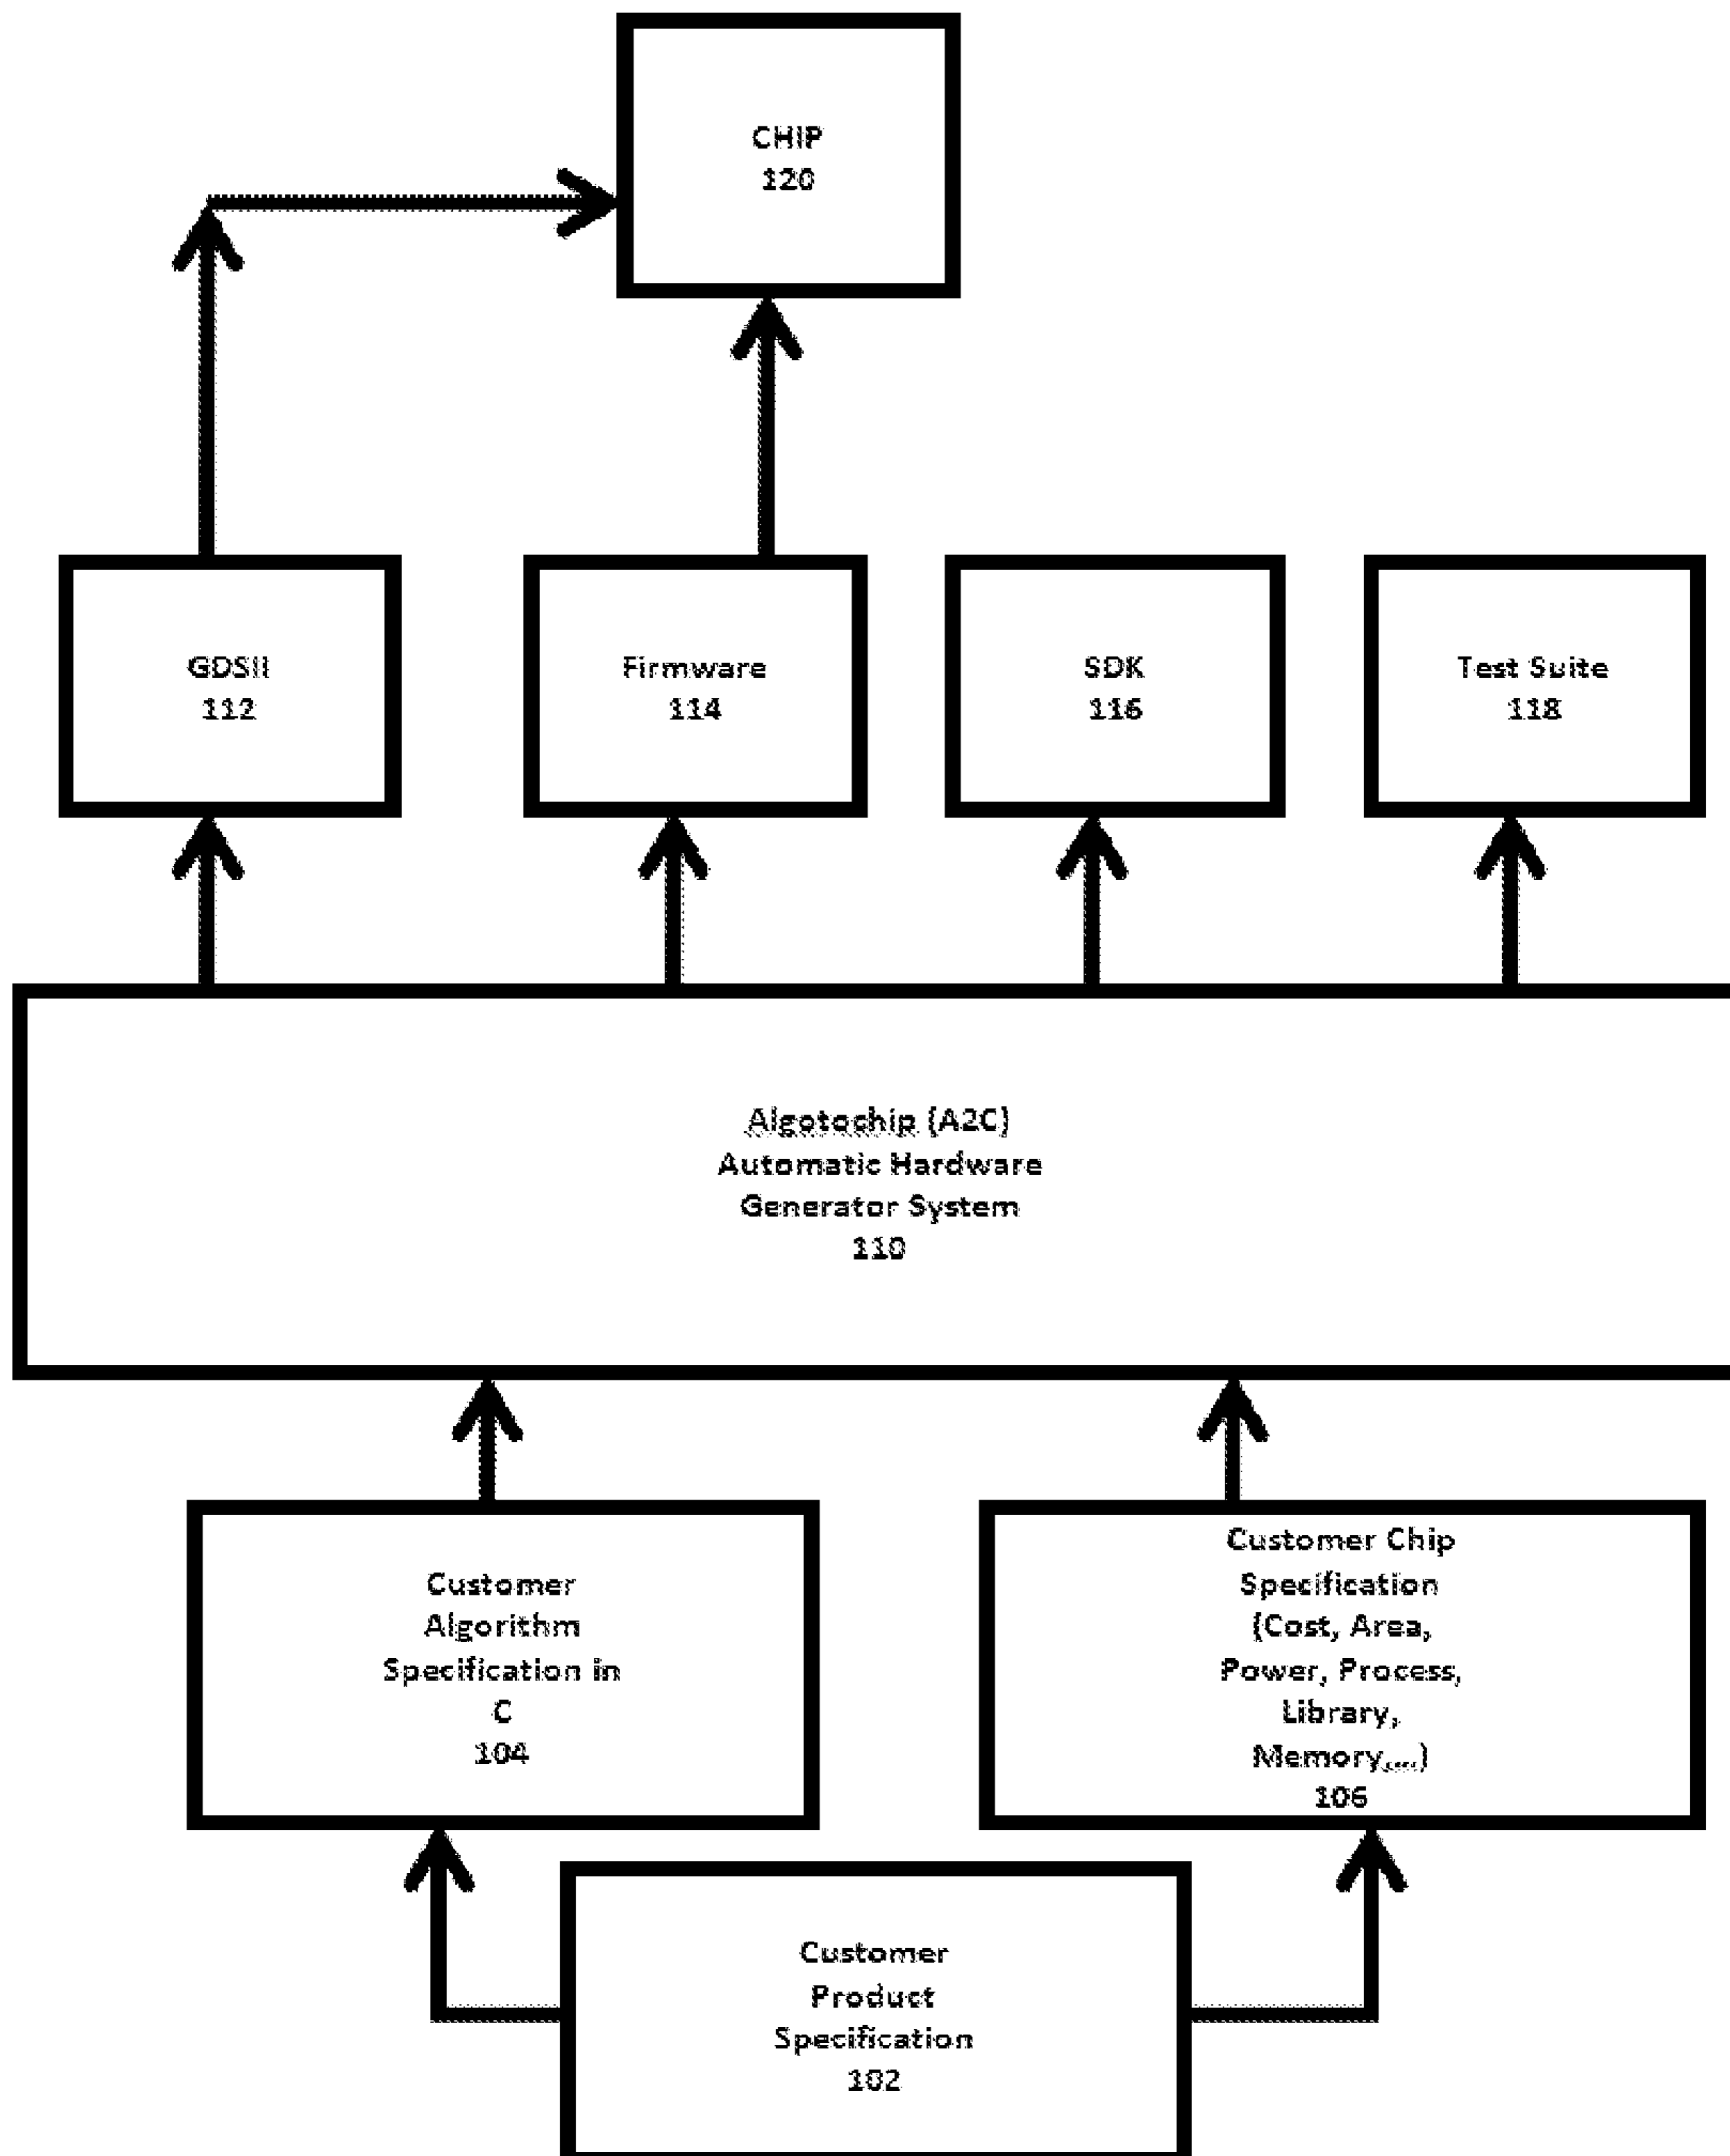 CHIP
120
GDSII
112
Firmware
114
SDK
116
Test Suite
118
Algotochip (A2C)
Automatic Hardware
Generator System
110
Customer
Algorithm
Specification in
C
104
Customer Chip
Specification
(Cost, Area,
Power, Process,
Library,
Memory,...)
106
Customer
Product
Specification
102